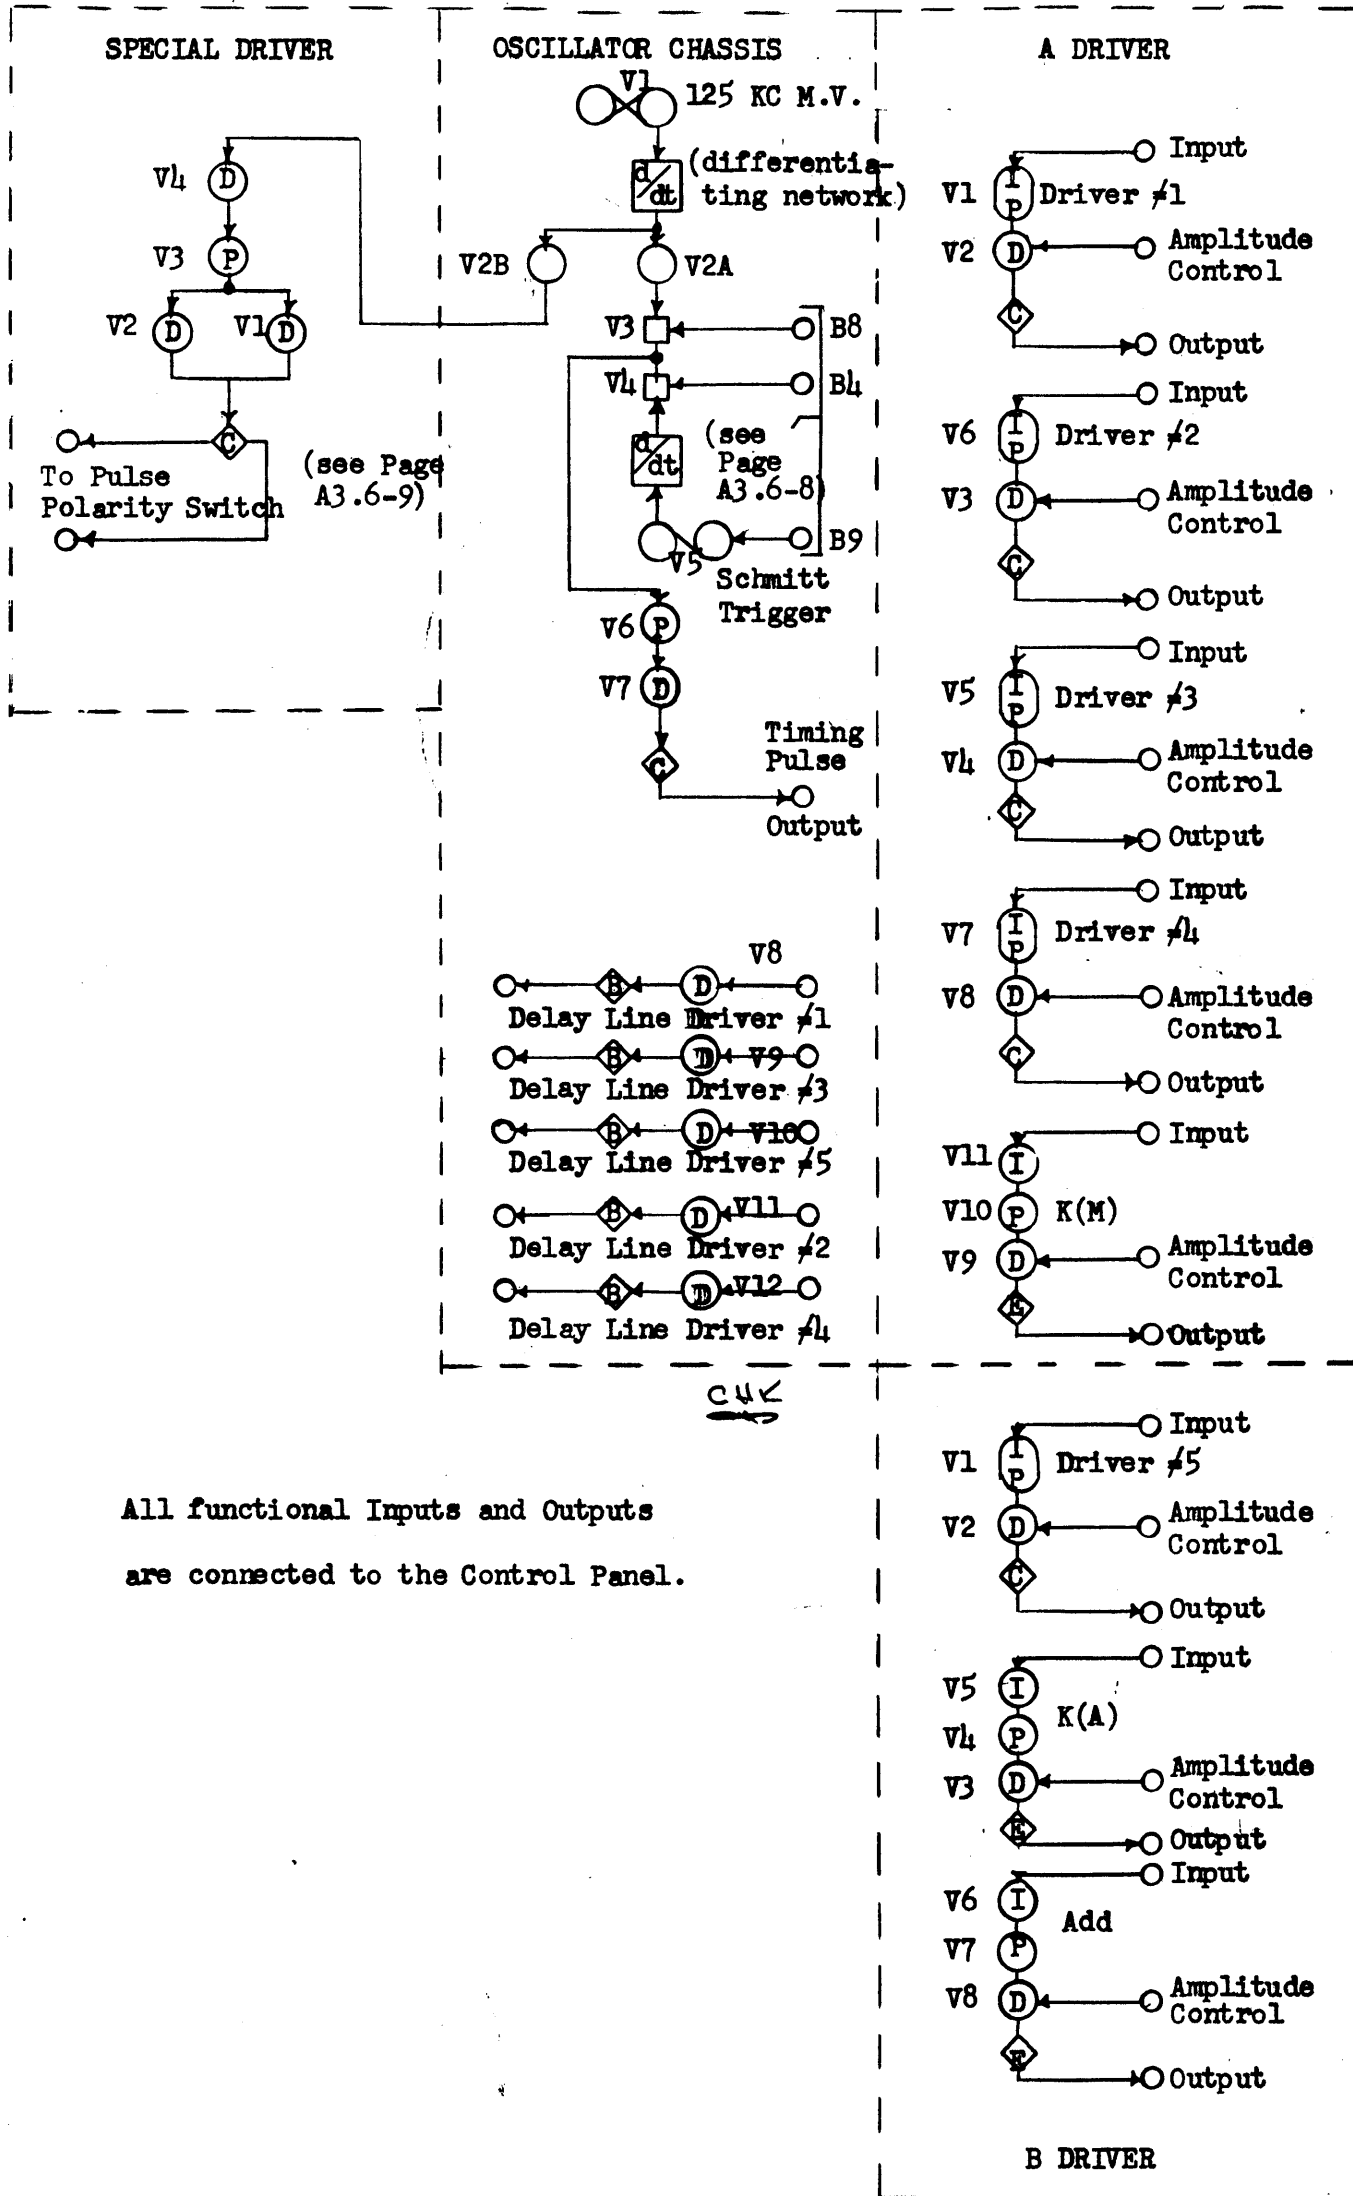 SPECIAL DRIVER
V4
D
V3
P
V2
D
V1
D
C
To Pulse
Polarity Switch
(see Page
A3.6-9)
OSCILLATOR CHASSIS
V1
125 KC M.V.
d/dt
(differentia-
ting network)
V2B
V2A
V3
B8
V4
B4
d/dt
(see
Page
A3.6-8)
V5
B9
Schmitt
Trigger
V6
P
V7
D
C
Timing
Pulse
Output
V8
B D
Delay Line Driver ≠1
B D V9
Delay Line Driver ≠3
B D V10
Delay Line Driver ≠5
B D V11
Delay Line Driver ≠2
B D V12
Delay Line Driver ≠4
CHK
All functional Inputs and Outputs
are connected to the Control Panel.
A DRIVER
Input
V1
I
P
Driver ≠1
V2
D
Amplitude
Control
C
Output
Input
V6
I
P
Driver ≠2
V3
D
Amplitude
Control
C
Output
Input
V5
I
P
Driver ≠3
V4
D
Amplitude
Control
C
Output
Input
V7
I
P
Driver ≠4
V8
D
Amplitude
Control
C
Output
Input
V11
I
V10
P
K(M)
V9
D
Amplitude
Control
E
Output
Input
V1
I
P
Driver ≠5
V2
D
Amplitude
Control
C
Output
Input
V5
I
K(A)
V4
P
V3
D
Amplitude
Control
E
Output
Input
V6
I
Add
V7
P
V8
D
Amplitude
Control
E
Output
B DRIVER